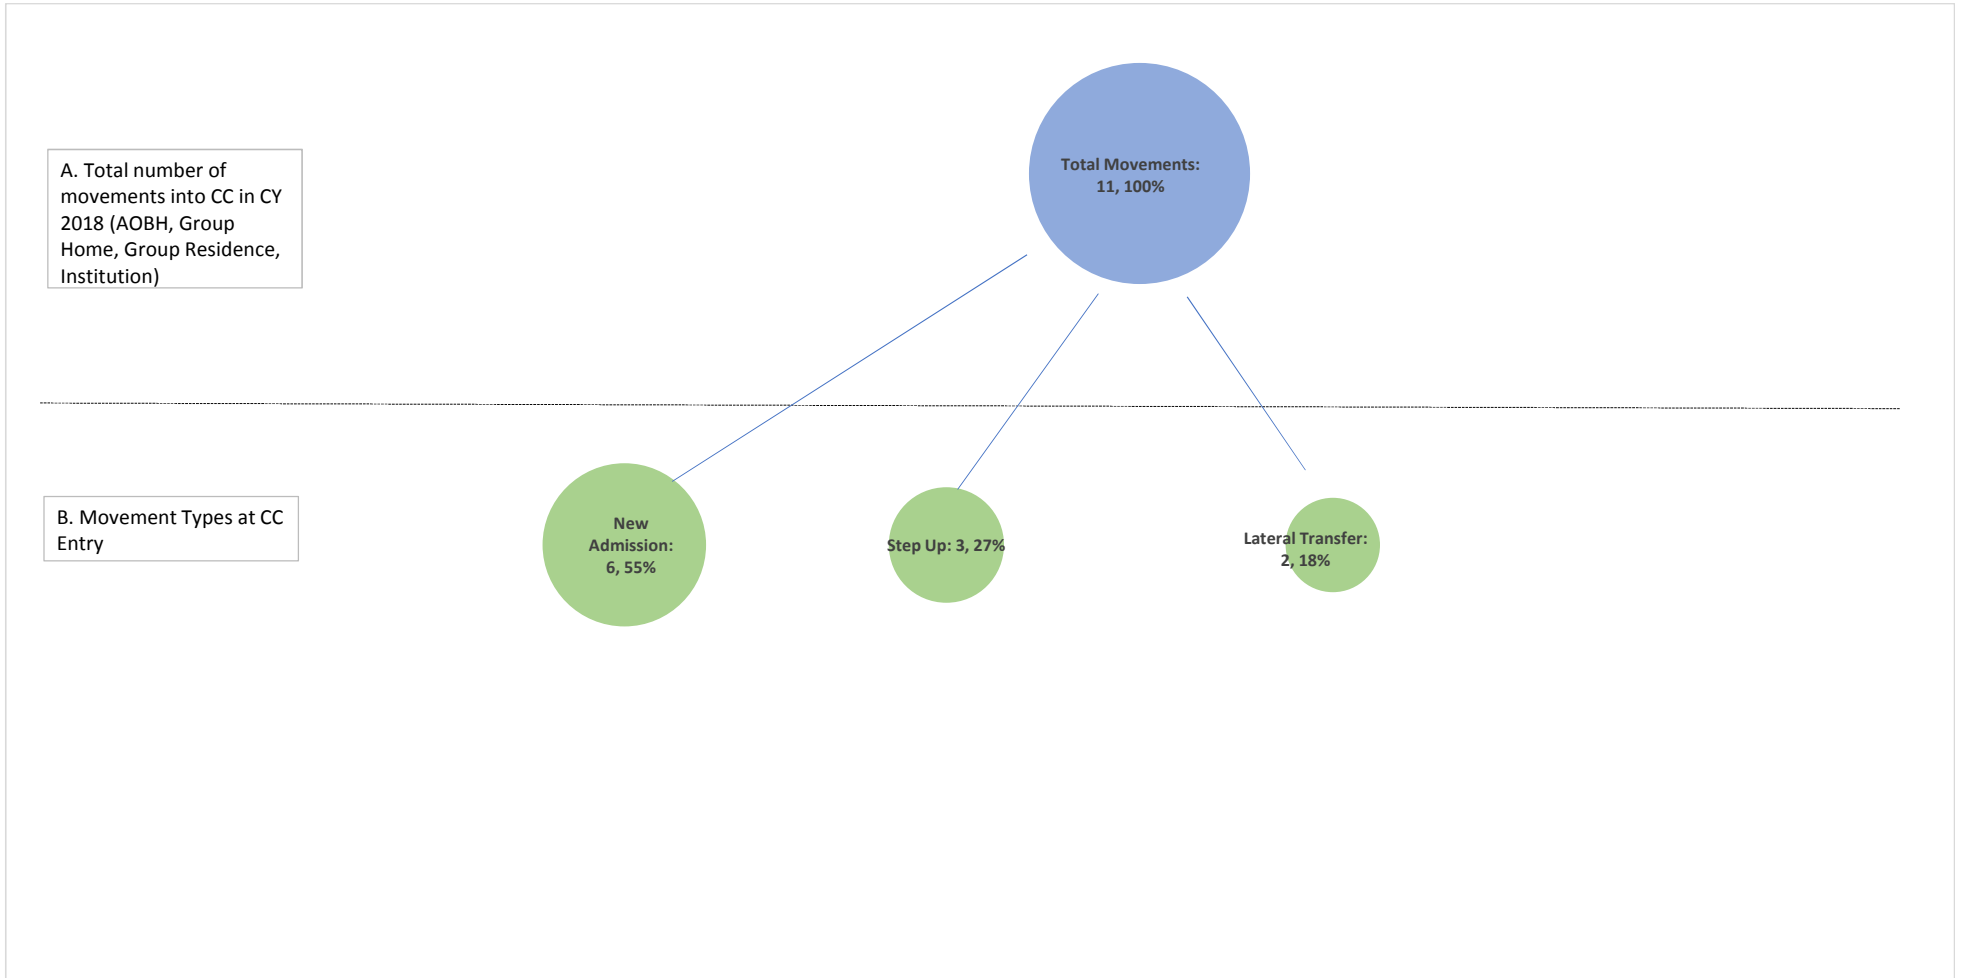 Total Movements:
11, 100%
A. Total number of
movements into CC in CY
2018 (AOBH, Group
Home, Group Residence,
Institution)
B. Movement Types at CC
Entry
New
Admission:
6, 55%
Step Up: 3, 27%
Lateral Transfer:
2, 18%